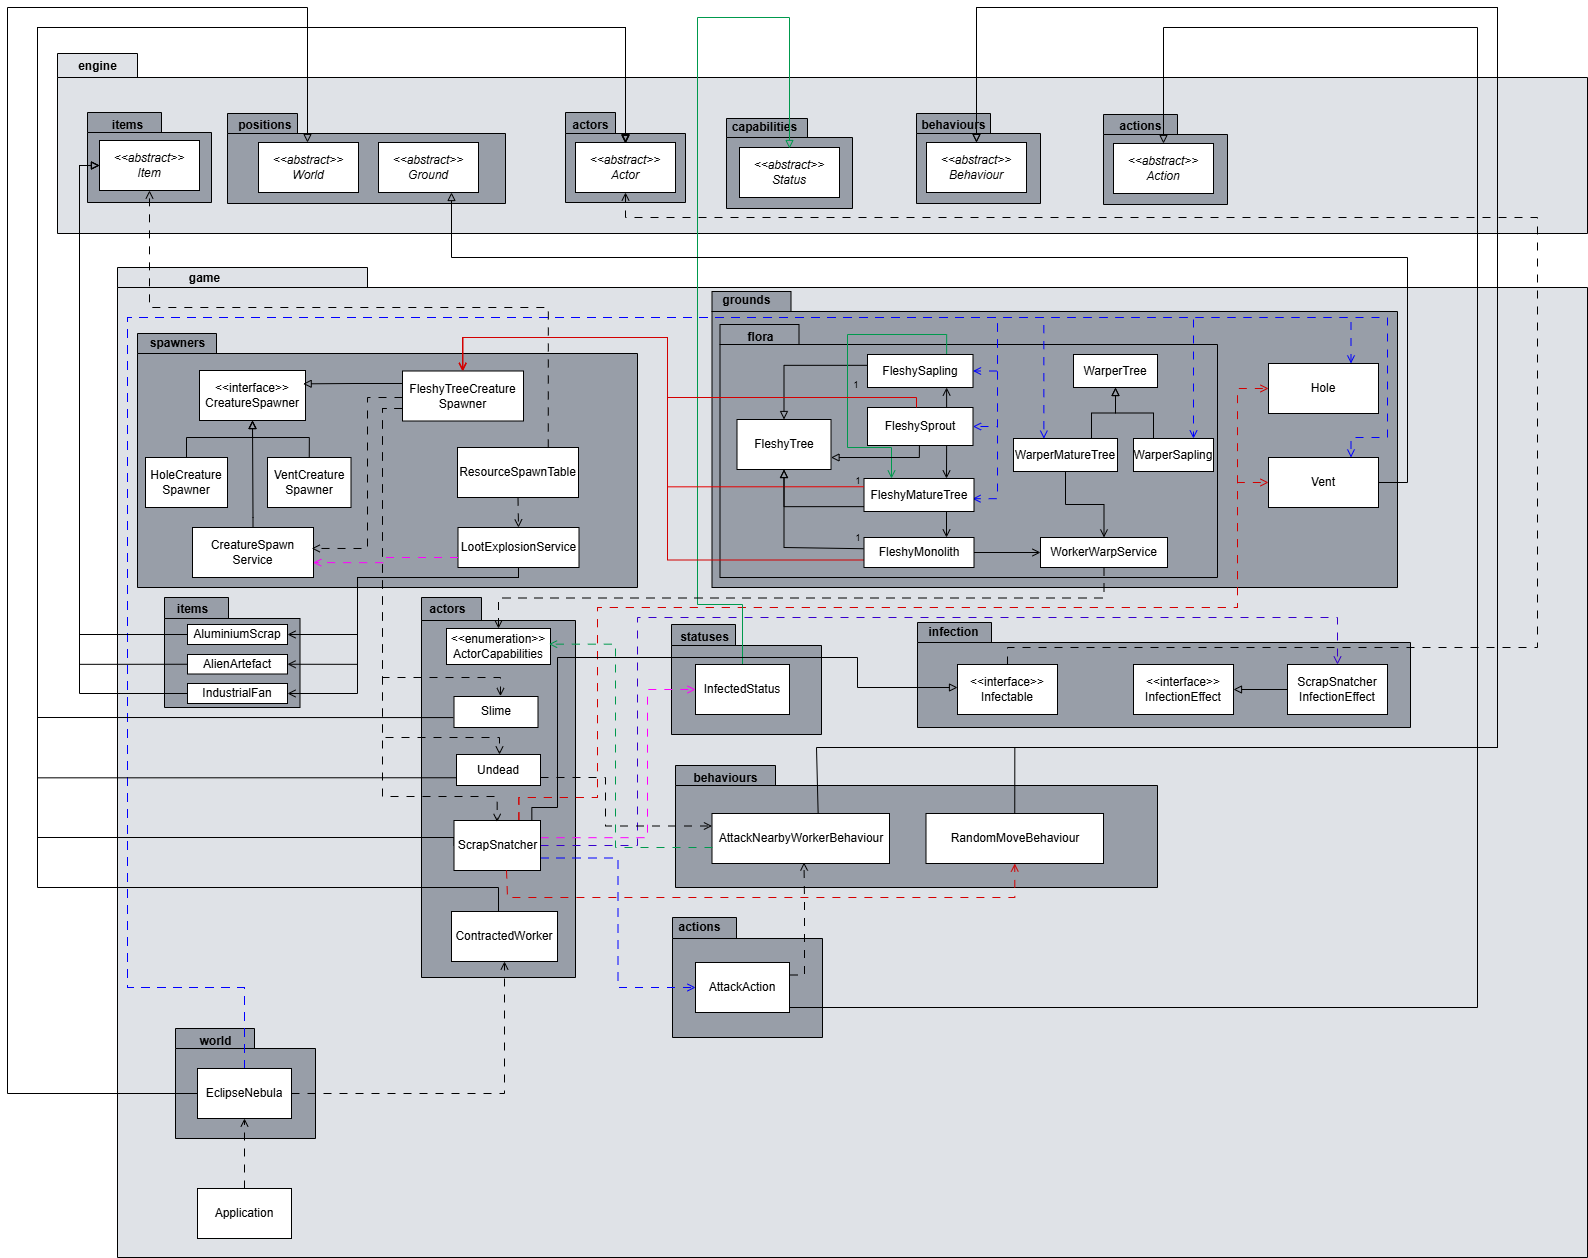 engine
items
<<abstract>>
Item
positions
<<abstract>>
World
<<abstract>>
Ground
actors
<<abstract>>
Actor
capabilities
<<abstract>>
Status
behaviours
<<abstract>>
Behaviour
actions
<<abstract>>
Action
game
spawners
<<interface>>
CreatureSpawner
FleshyTreeCreature
Spawner
HoleCreature
Spawner
VentCreature
Spawner
ResourceSpawnTable
CreatureSpawn
Service
LootExplosionService
grounds
flora
FleshySapling
1
FleshySprout
FleshyTree
1
FleshyMatureTree
1
FleshyMonolith
WarperTree
WarperMatureTree
WarperSapling
WorkerWarpService
Hole
Vent
items
AluminiumScrap
AlienArtefact
IndustrialFan
actors
<<enumeration>>
ActorCapabilities
Slime
Undead
ScrapSnatcher
ContractedWorker
statuses
InfectedStatus
infection
<<interface>>
Infectable
<<interface>>
InfectionEffect
ScrapSnatcher
InfectionEffect
behaviours
AttackNearbyWorkerBehaviour
RandomMoveBehaviour
actions
AttackAction
world
EclipseNebula
Application